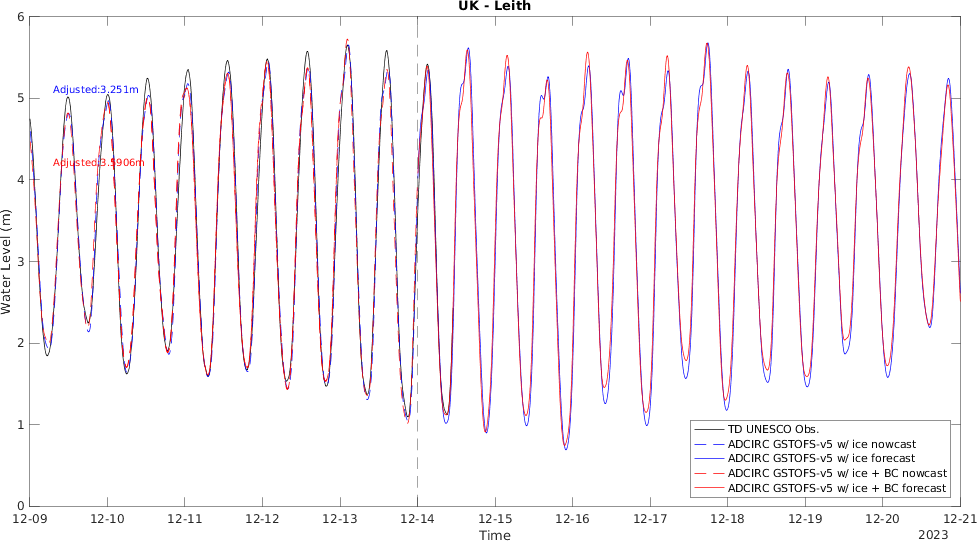 UK - Leith
6
5
4
3
2
1
0
Water Level (m)
Adjusted:3.251m
Adjusted:3.5906m
TD UNESCO Obs.
ADCIRC GSTOFS-v5 w/ ice nowcast
ADCIRC GSTOFS-v5 w/ ice forecast
ADCIRC GSTOFS-v5 w/ ice + BC nowcast
ADCIRC GSTOFS-v5 w/ ice + BC forecast
12-09 12-10 12-11 12-12 12-13 12-14 12-15 12-16 12-17 12-18 12-19 12-20 12-21
Time
2023